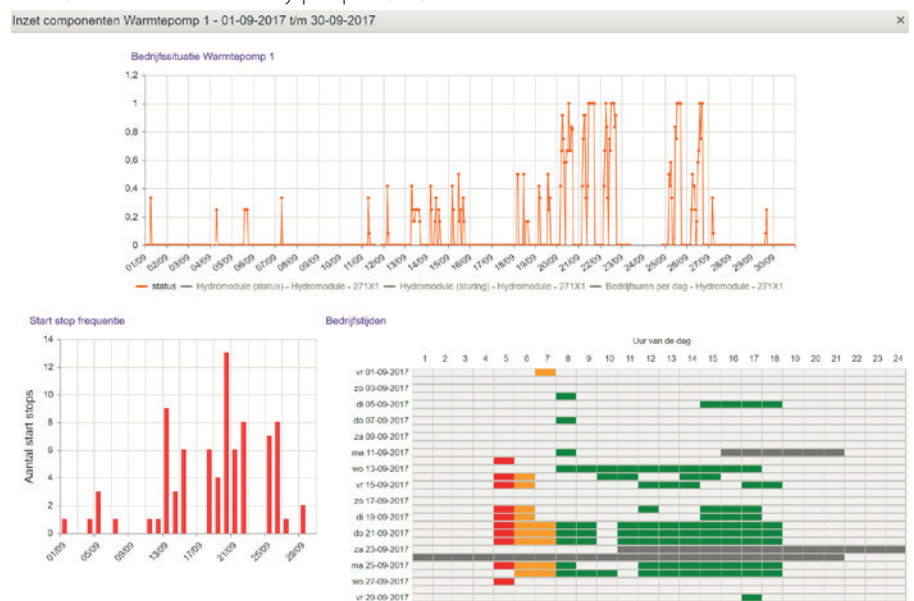 Inzet componenten Warmtepomp 1 - 01-09-2017 t/m 30-09-2017 ×
Bedrijfssituatie Warmtepomp 1
1,2
1
0,8
0,6
0,4
0,2
0
01/09 02/09 03/09 04/09 05/09 06/09 07/09 08/09 09/09 10/09 11/09 12/09 13/09 14/09 15/09 16/09 17/09 18/09 19/09 20/09 21/09 22/09 23/09 24/09 25/09 26/09 27/09 28/09 29/09 30/09
status Hydromodule (status) - Hydromodule - 271X1 Hydromodule (sturing) - Hydromodule - 271X1 Bedrijfsuren per dag - Hydromodule - 271X1
Start stop frequentie
Aantal start stops
14
12
10
8
6
4
2
0
01/09 05/09 09/09 13/09 17/09 21/09 25/09 29/09
Bedrijfstijden
Uur van de dag
1 2 3 4 5 6 7 8 9 10 11 12 13 14 15 16 17 18 19 20 21 22 23 24
vr 01-09-2017
zo 03-09-2017
di 05-09-2017
do 07-09-2017
za 09-09-2017
ma 11-09-2017
wo 13-09-2017
vr 15-09-2017
zo 17-09-2017
di 19-09-2017
do 21-09-2017
za 23-09-2017
ma 25-09-2017
wo 27-09-2017
vr 29-09-2017